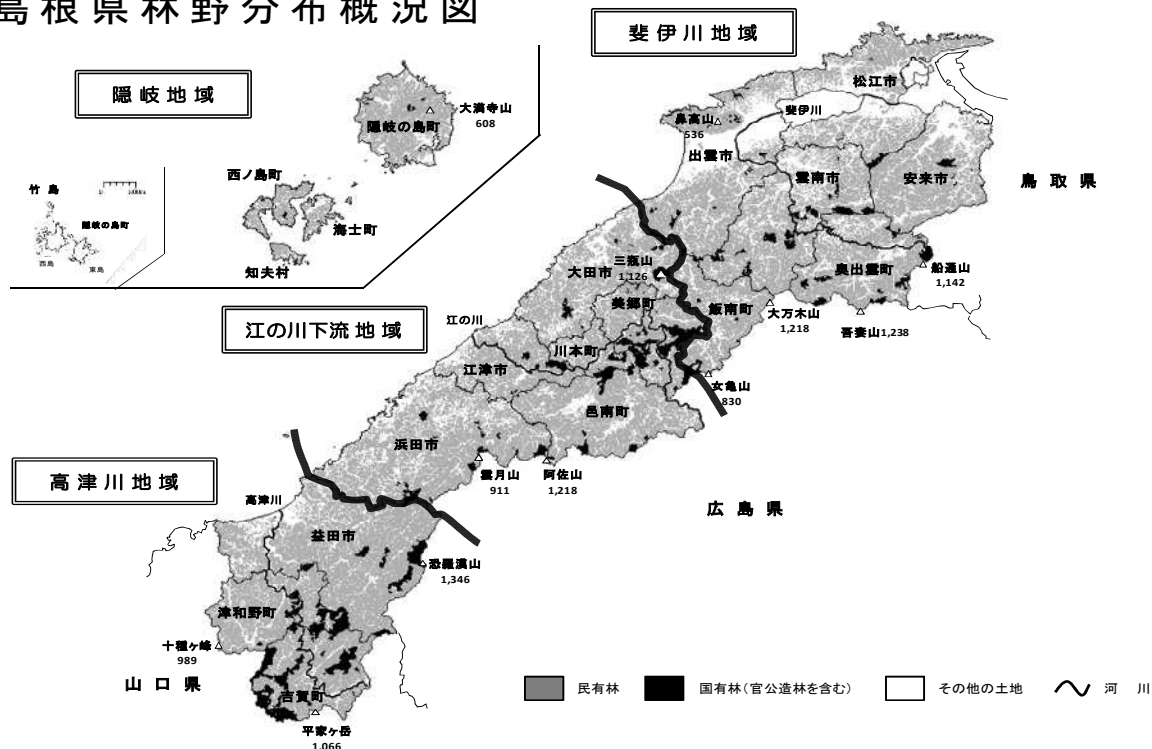 島根県林野分布概況図
斐伊川地域
隠岐地域
松江市
斐伊川
大満寺山
608
隠岐の島町
鼻高山
536
出雲市
雲南市
安来市
鳥取県
西ノ島町
海士町
知夫村
竹島
隠岐の島町
西島
東島
三瓶山
1,126
大田市
美郷町
飯南町
奥出雲町
船通山
1,142
大万木山
1,218
吾妻山1,238
江の川下流地域
江の川
川本町
江津市
女亀山
830
邑南町
浜田市
雲月山
911
阿佐山
1,218
広島県
高津川地域
高津川
益田市
恐羅漢山
1,346
津和野町
十種ヶ峰
989
山口県
吉賀町
平家ヶ岳
1,066
民有林
国有林(官公造林を含む)
その他の土地
河川